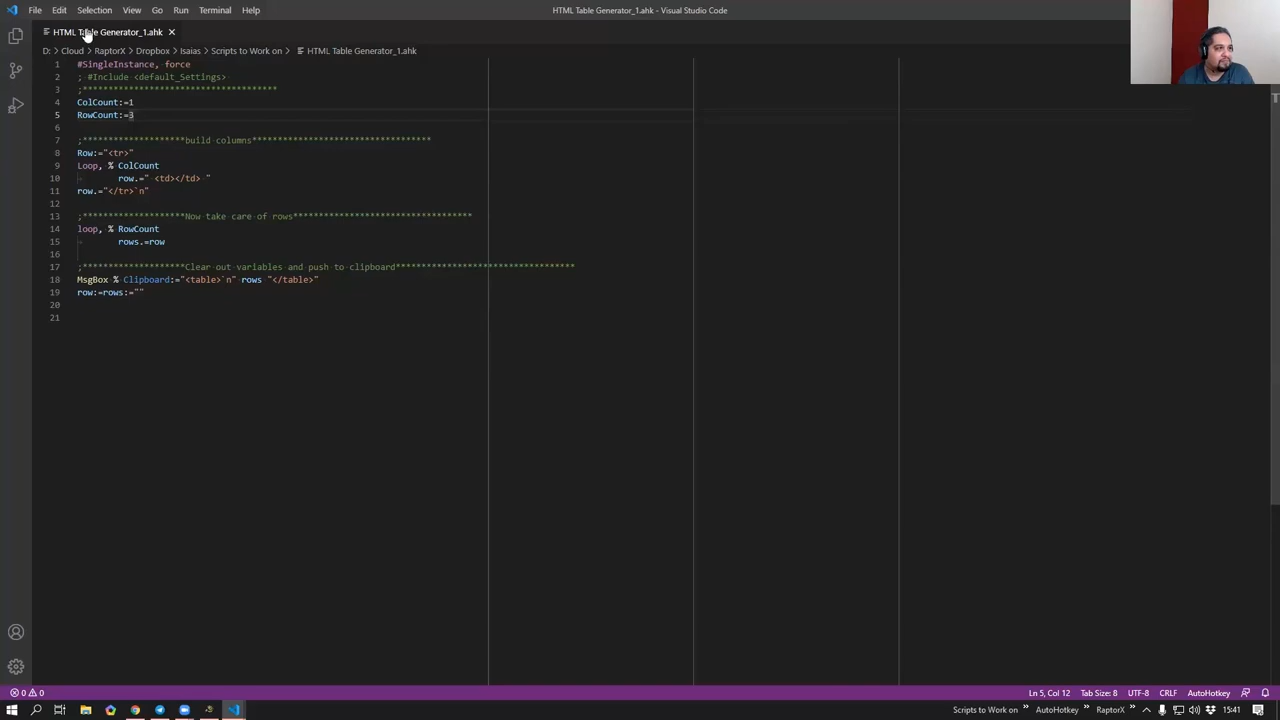 File Edit Selection View Go Run Terminal Help
HTML Table Generator_1.ahk - Visual Studio Code
HTML Table Generator_1.ahk
D: > Cloud > RaptorX > Dropbox > Isaias > Scripts to Work on > HTML Table Generator_1.ahk
1 #SingleInstance, force
2 ; #Include <default_Settings>
3 ;**************************************
4 ColCount:=1
5 RowCount:=3
6
7 ;********************build columns***********************************
8 Row:="<tr>"
9 Loop, % ColCount
10 row.=" <td></td> "
11 row.="</tr>`n"
12
13 ;********************Now take care of rows***********************************
14 loop, % RowCount
15 rows.=row
16
17 ;********************Clear out variables and push to clipboard***********************************
18 MsgBox % Clipboard:="<table>`n" rows "</table>"
19 row:=rows:=""
20
21
0 0 Ln 5, Col 12 Tab Size: 8 UTF-8 CRLF AutoHotkey
Scripts to Work on » AutoHotkey » RaptorX » 15:41